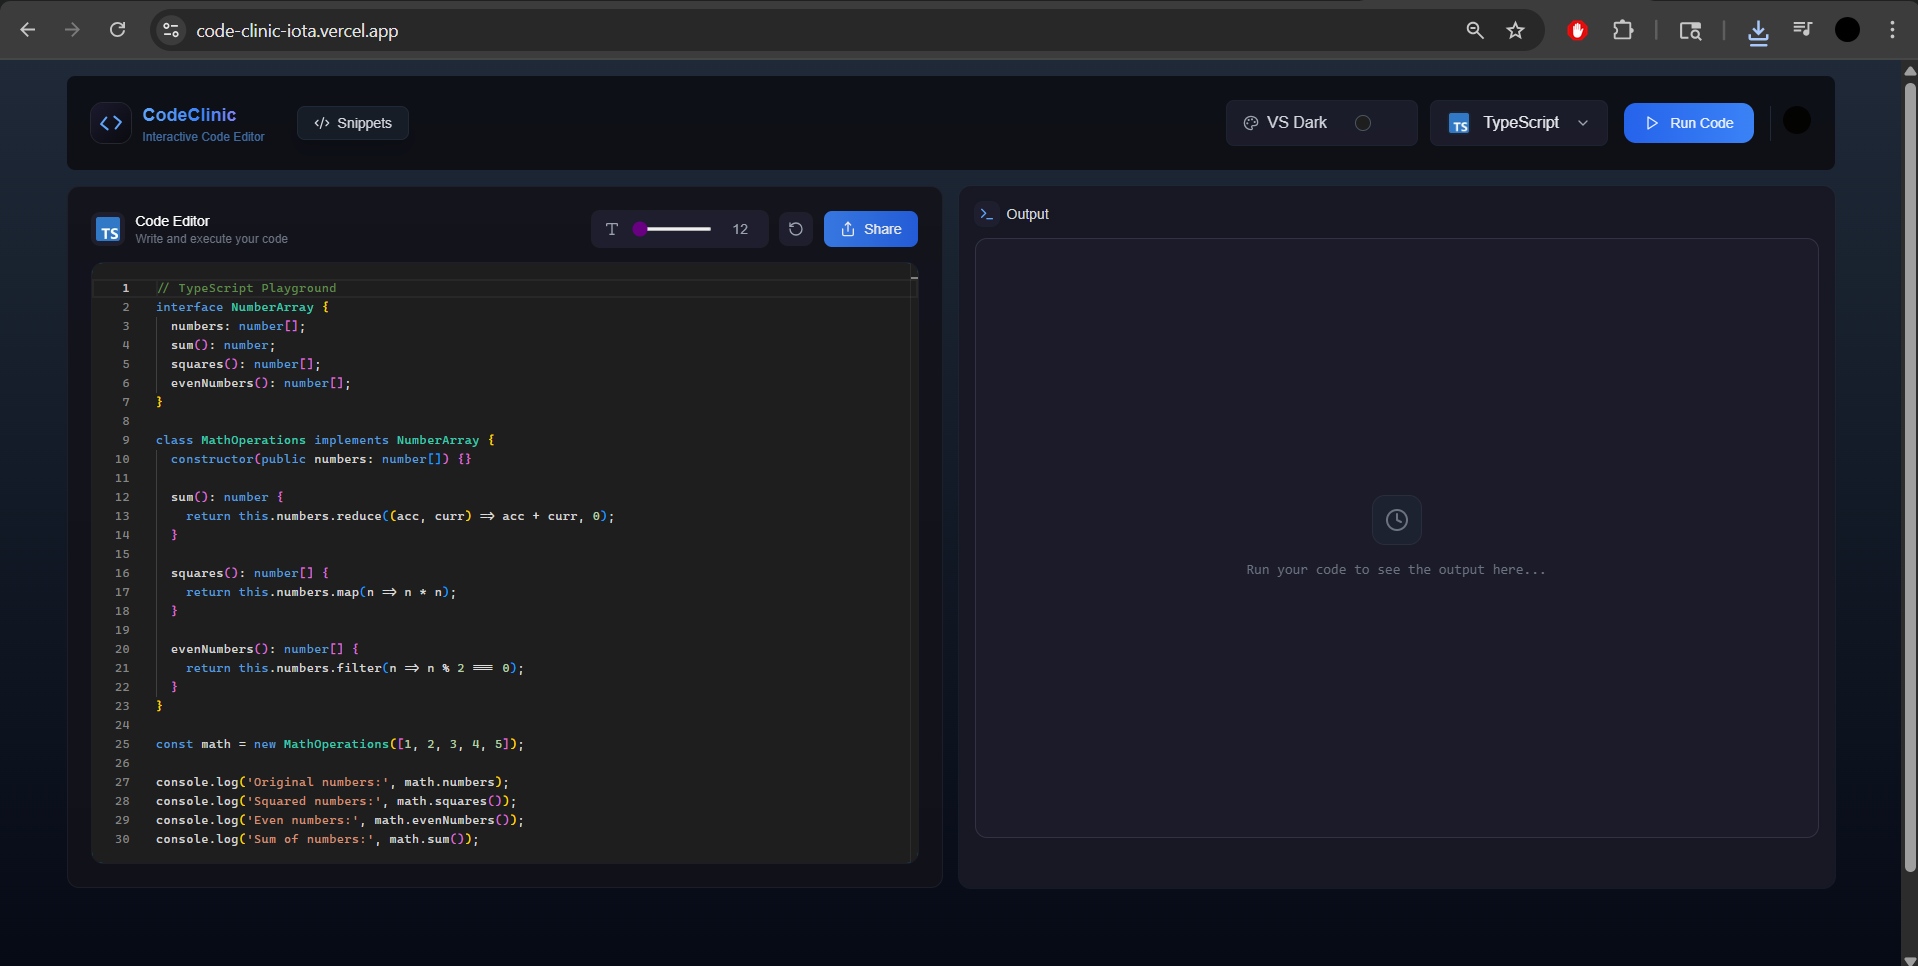 code-clinic-iota.vercel.app
CodeClinic
Interactive Code Editor
</> Snippets
VS Dark
TS TypeScript
Run Code
TS
Code Editor
Write and execute your code
T 12
Share
>_ Output
1 // TypeScript Playground
2 interface NumberArray {
3 numbers: number[];
4 sum(): number;
5 squares(): number[];
6 evenNumbers(): number[];
7 }
8
9 class MathOperations implements NumberArray {
10 constructor(public numbers: number[]) {}
11
12 sum(): number {
13 return this.numbers.reduce((acc, curr) => acc + curr, 0);
14 }
15
16 squares(): number[] {
17 return this.numbers.map(n => n * n);
18 }
19
20 evenNumbers(): number[] {
21 return this.numbers.filter(n => n % 2 === 0);
22 }
23 }
24
25 const math = new MathOperations([1, 2, 3, 4, 5]);
26
27 console.log('Original numbers:', math.numbers);
28 console.log('Squared numbers:', math.squares());
29 console.log('Even numbers:', math.evenNumbers());
30 console.log('Sum of numbers:', math.sum());
Run your code to see the output here...